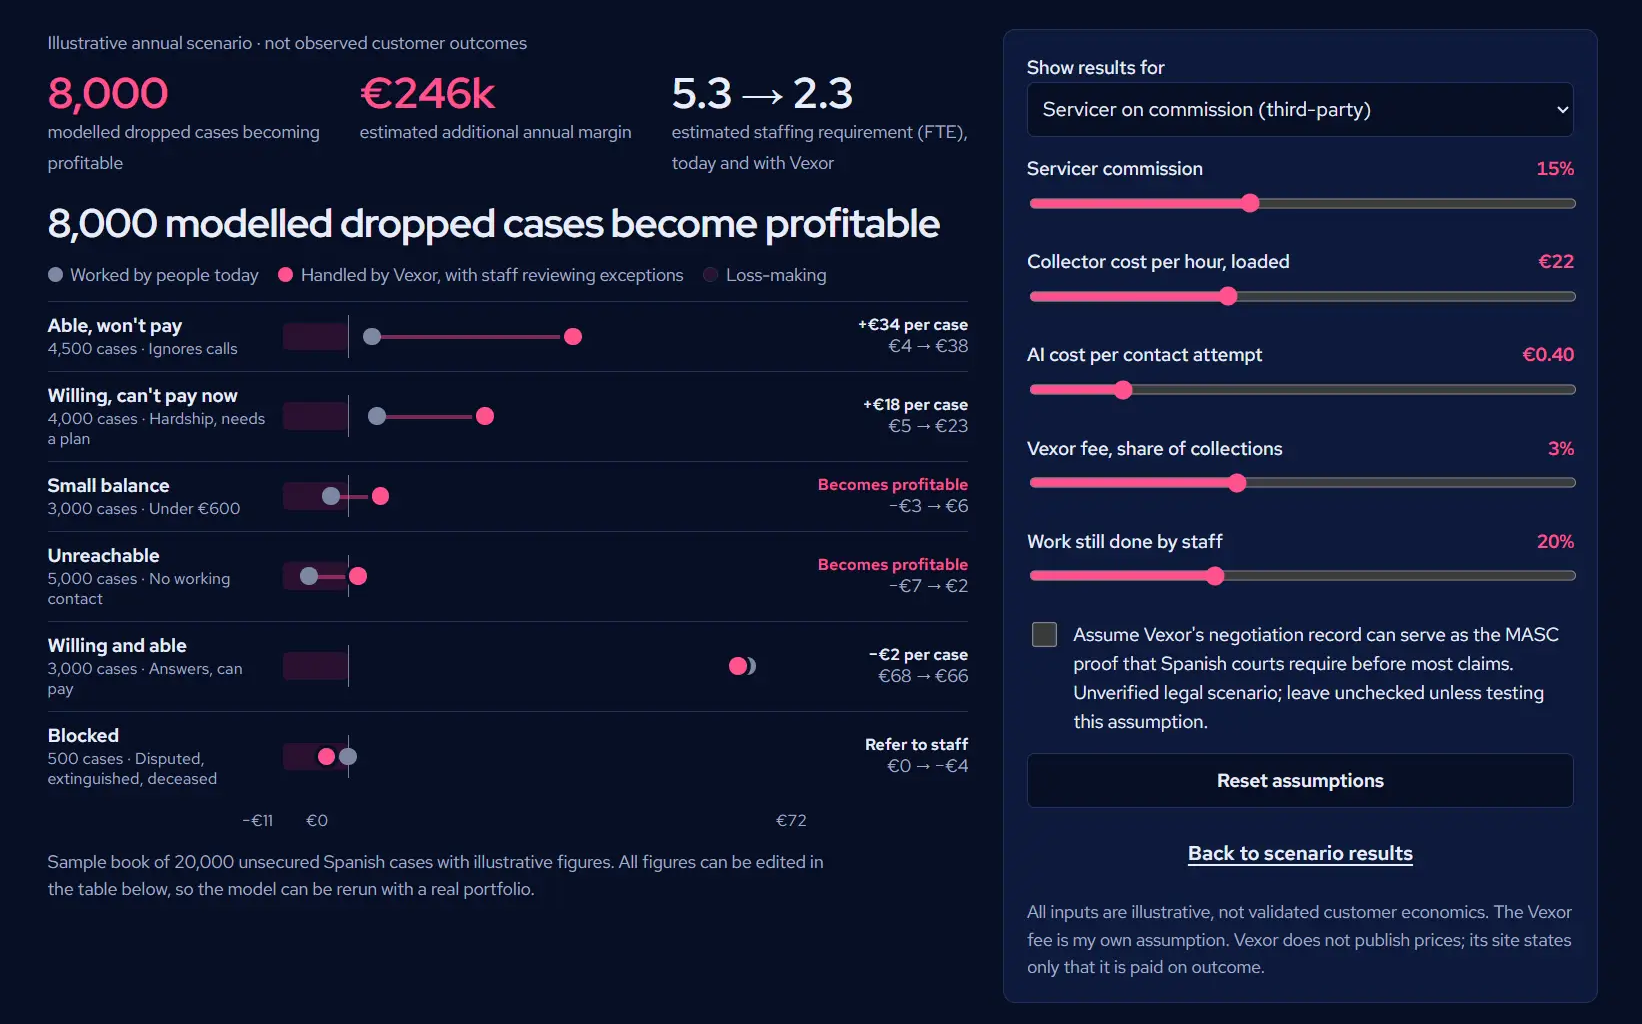 Illustrative annual scenario · not observed customer outcomes
8,000
modelled dropped cases becoming
profitable
€246k
estimated additional annual margin
5.3 → 2.3
estimated staffing requirement (FTE),
today and with Vexor
8,000 modelled dropped cases become profitable
Worked by people today
Handled by Vexor, with staff reviewing exceptions
Loss-making
Able, won't pay
4,500 cases · Ignores calls
+€34 per case
€4 → €38
Willing, can't pay now
4,000 cases · Hardship, needs
a plan
+€18 per case
€5 → €23
Small balance
3,000 cases · Under €600
Becomes profitable
−€3 → €6
Unreachable
5,000 cases · No working
contact
Becomes profitable
−€7 → €2
Willing and able
3,000 cases · Answers, can
pay
−€2 per case
€68 → €66
Blocked
500 cases · Disputed,
extinguished, deceased
Refer to staff
€0 → −€4
−€11
€0
€72
Sample book of 20,000 unsecured Spanish cases with illustrative figures. All figures can be edited in
the table below, so the model can be rerun with a real portfolio.
Show results for
Servicer on commission (third-party)
Servicer commission
15%
Collector cost per hour, loaded
€22
AI cost per contact attempt
€0.40
Vexor fee, share of collections
3%
Work still done by staff
20%
Assume Vexor's negotiation record can serve as the MASC
proof that Spanish courts require before most claims.
Unverified legal scenario; leave unchecked unless testing
this assumption.
Reset assumptions
Back to scenario results
All inputs are illustrative, not validated customer economics. The Vexor
fee is my own assumption. Vexor does not publish prices; its site states
only that it is paid on outcome.